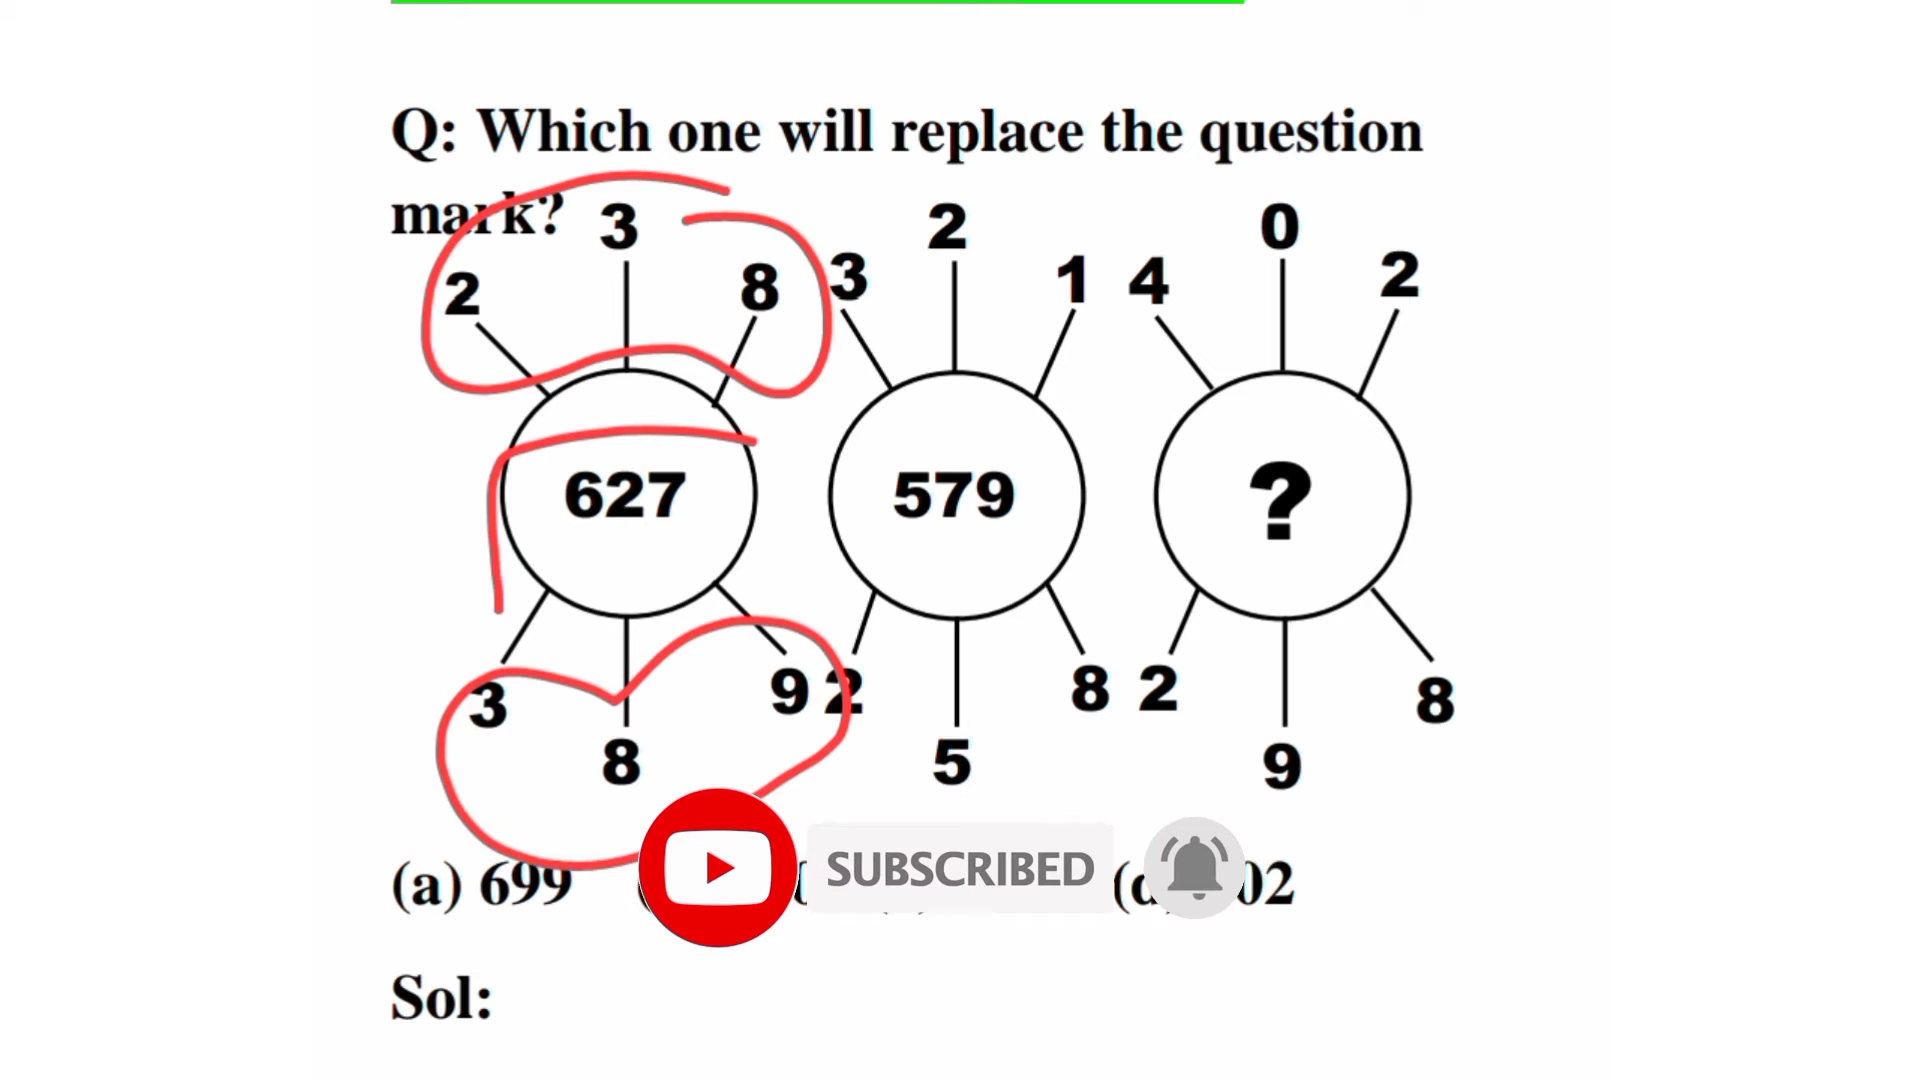 Q: Which one will replace the question
mark?
3 2 0
2 8 3 1 4 2
627 579 ?
3 9 2 8 2 8
8 5 9
(a) 699
SUBSCRIBED
Sol: